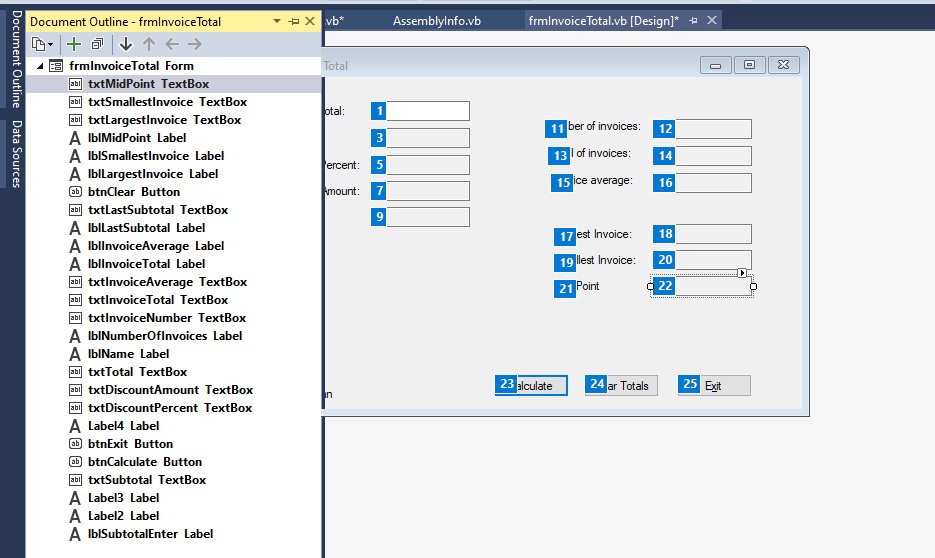 Document Outline
Data Sources
Document Outline - frmInvoiceTotal
.vb*
AssemblyInfo.vb
frmInvoiceTotal.vb [Design]*
frmInvoiceTotal Form
txtMidPoint TextBox
txtSmallestInvoice TextBox
txtLargestInvoice TextBox
lblMidPoint Label
lblSmallestInvoice Label
lblLargestInvoice Label
btnClear Button
txtLastSubtotal TextBox
lblLastSubtotal Label
lblInvoiceAverage Label
lblInvoiceTotal Label
txtInvoiceAverage TextBox
txtInvoiceTotal TextBox
txtInvoiceNumber TextBox
lblNumberOfInvoices Label
lblName Label
txtTotal TextBox
txtDiscountAmount TextBox
txtDiscountPercent TextBox
Label4 Label
btnExit Button
btnCalculate Button
txtSubtotal TextBox
Label3 Label
Label2 Label
lblSubtotalEnter Label
Total
otal: 1
3
Percent: 5
Amount: 7
9
11 ber of invoices: 12
13 l of invoices: 14
15 ice average: 16
17 est Invoice: 18
19 llest Invoice: 20
21 Point 22
23 alculate
24 ar Totals
25 Exit
an